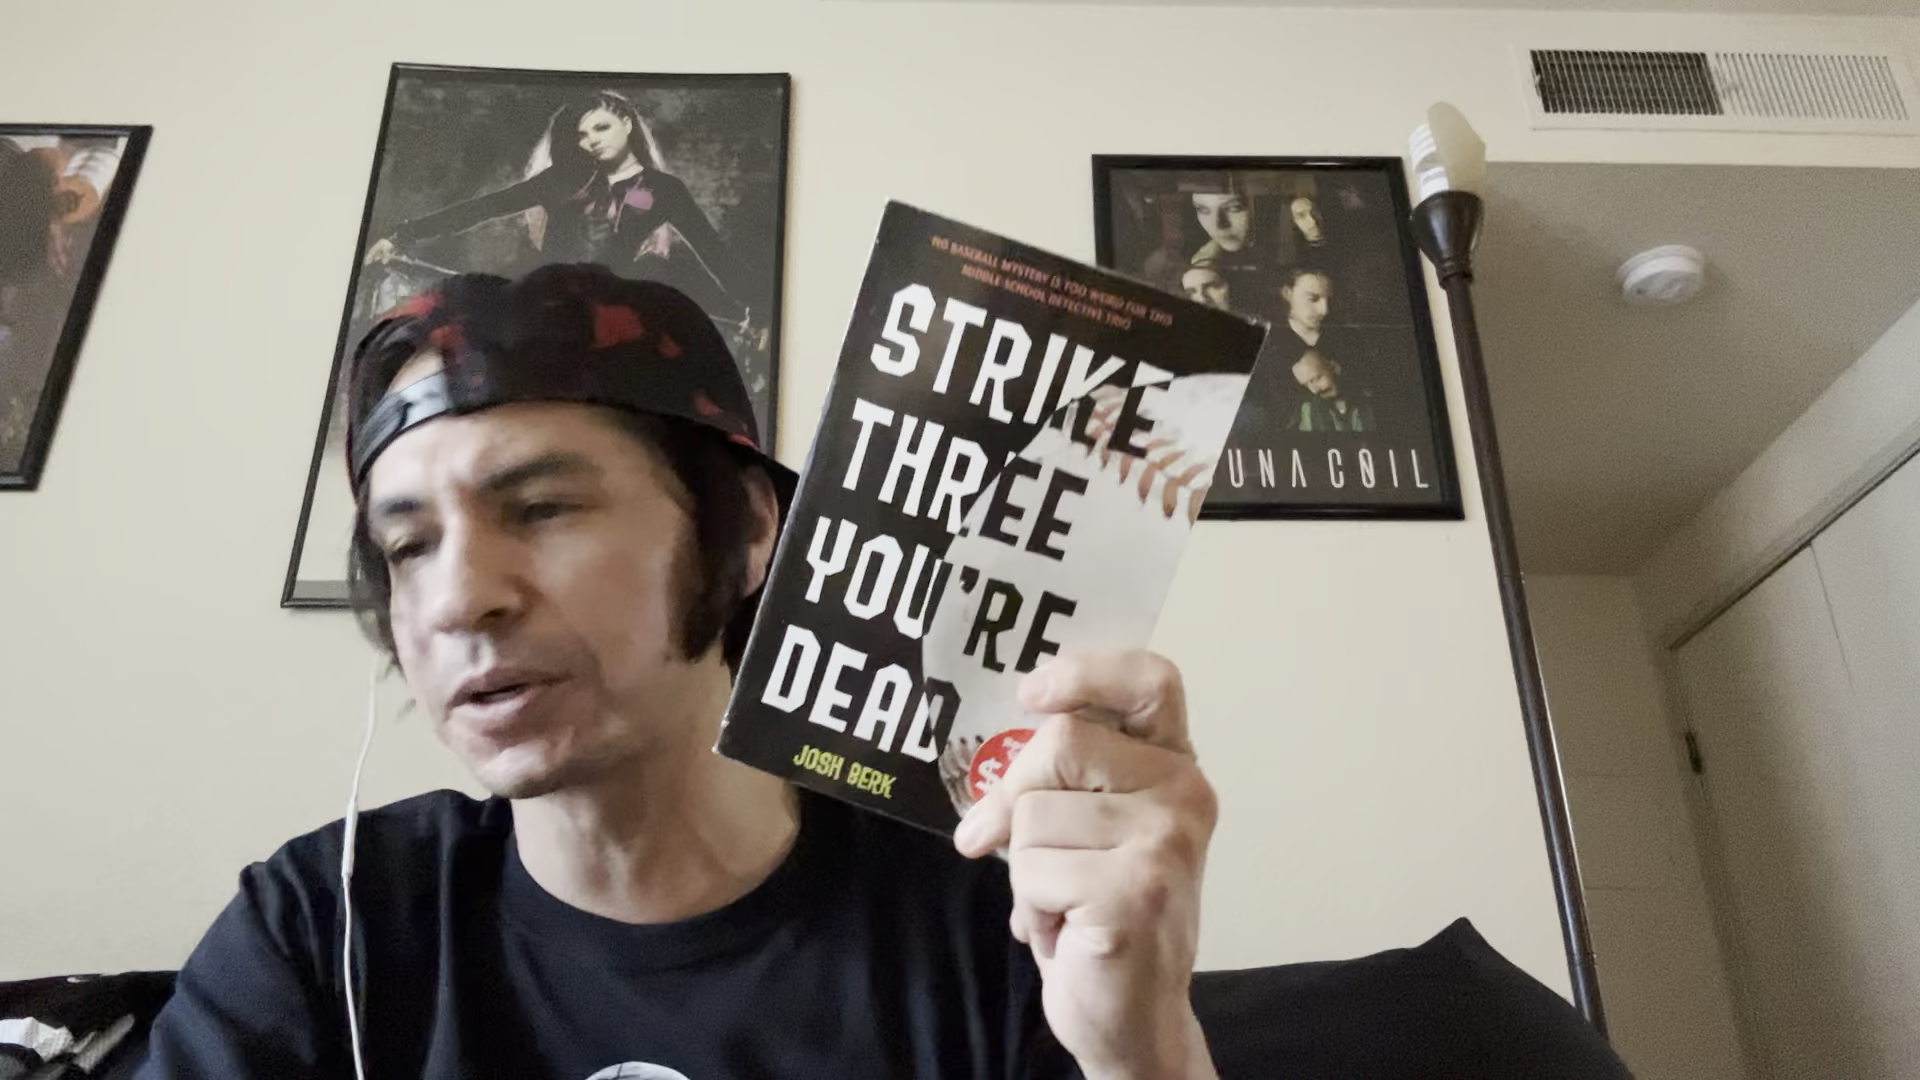 NO BASEBALL MYSTERY IS TOO WEIRD FOR THIS
MIDDLE SCHOOL DETECTIVE TRIO
STRIKE
THREE
YOU'RE
DEAD
JOSH BERK
$
UNA COIL